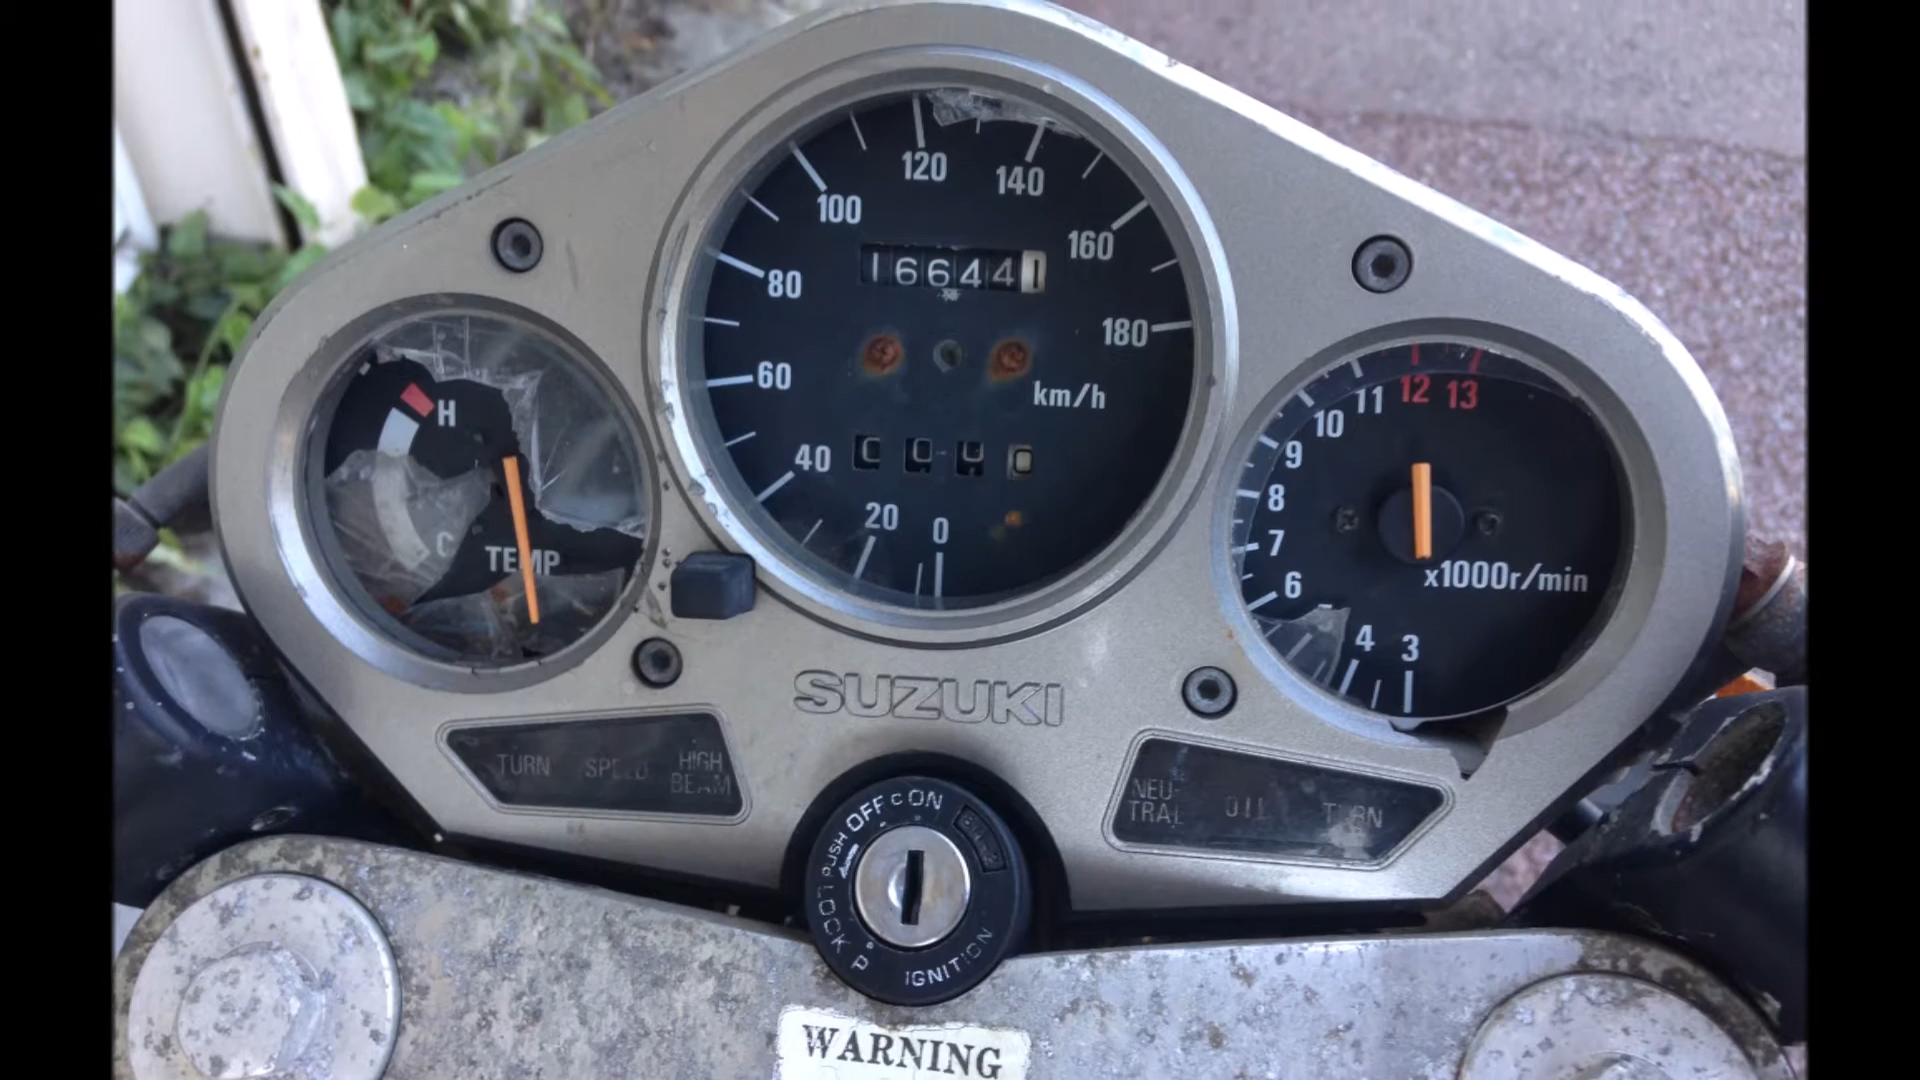 120
140
100
160
80
166441
180
60
km/h
40
20
0
H
C
TEMP
11
12
13
10
9
8
7
6
x1000r/min
4
3
SUZUKI
TURN
SPEED
HIGH
BEAM
NEU-
TRAL
OIL
TURN
ON
OFF
PUSH
LOCK
P
IGNITION
WARNING